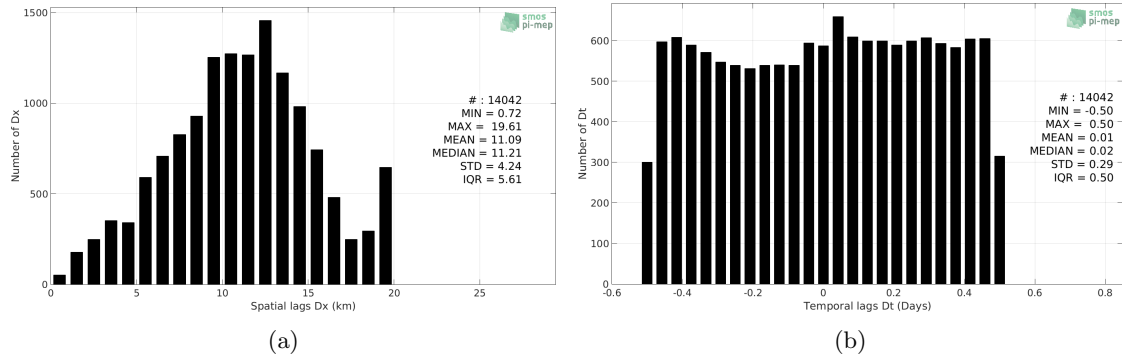 1500
1000
500
0
0
5
10
15
20
25
Number of Dx
Spatial lags Dx (km)
smos
pi-mep
# : 14042
MIN = 0.72
MAX = 19.61
MEAN = 11.09
MEDIAN = 11.21
STD = 4.24
IQR = 5.61
(a)
600
500
400
300
200
100
0
-0.6
-0.4
-0.2
0
0.2
0.4
0.6
0.8
Number of Dt
Temporal lags Dt (Days)
smos
pi-mep
# : 14042
MIN = -0.50
MAX = 0.50
MEAN = 0.01
MEDIAN = 0.02
STD = 0.29
IQR = 0.50
(b)